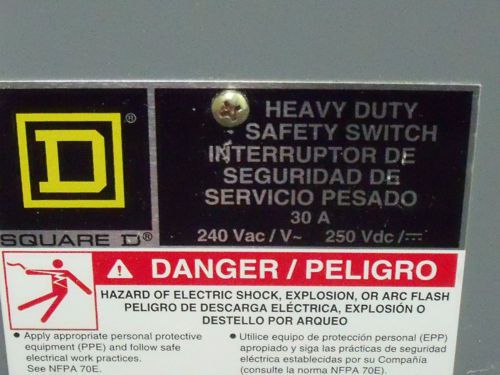 D®
HEAVY DUTY
SAFETY SWITCH
INTERRUPTOR DE
SEGURIDAD DE
SERVICIO PESADO
30 A
240 Vac / V~ 250 Vdc / ⎓
SQUARE D®
DANGER / PELIGRO
HAZARD OF ELECTRIC SHOCK, EXPLOSION, OR ARC FLASH
PELIGRO DE DESCARGA ELÉCTRICA, EXPLOSIÓN O
DESTELLO POR ARQUEO
• Apply appropriate personal protective
equipment (PPE) and follow safe
electrical work practices.
See NFPA 70E.
• Utilice equipo de protección personal (EPP)
apropiado y siga las prácticas de seguridad
eléctrica establecidas por su Compañía
(consulte la norma NFPA 70E).